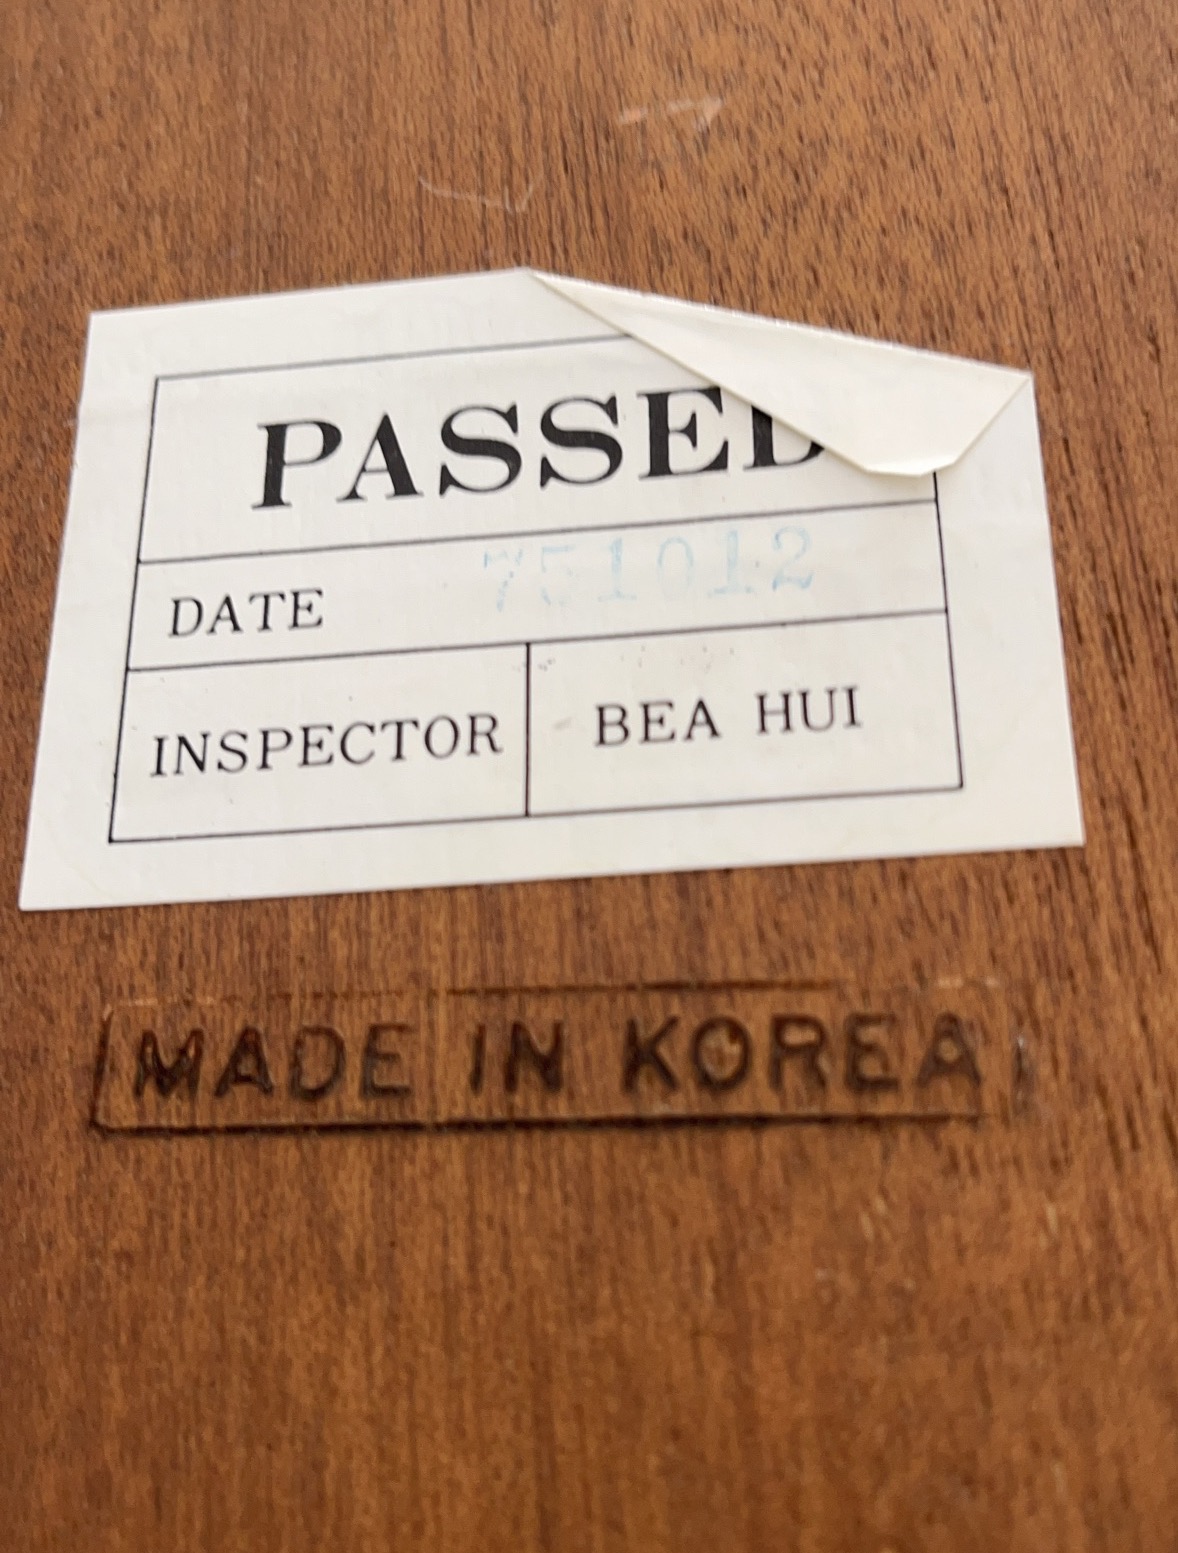 PASSED
DATE 751012
INSPECTOR BEA HUI
MADE IN KOREA